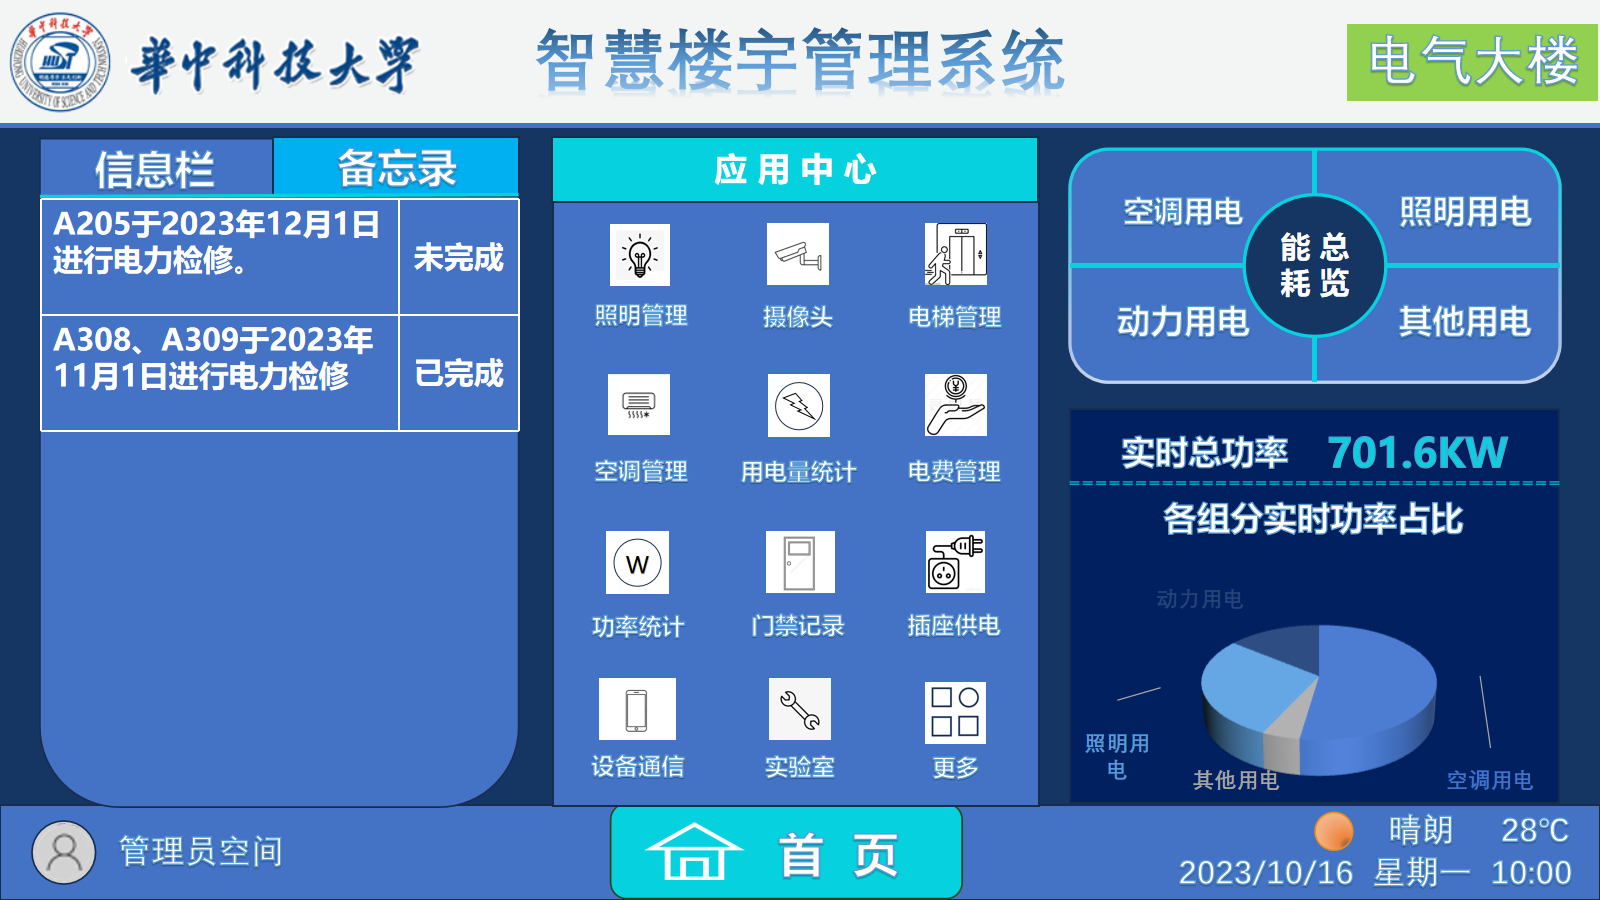 華中科技大学
HUST
智慧楼宇管理系统
电气大楼
信息栏
备忘录
A205于2023年12月1日
进行电力检修。
未完成
A308、A309于2023年
11月1日进行电力检修
已完成
应用中心
照明管理
摄像头
电梯管理
空调管理
用电量统计
电费管理
W
功率统计
门禁记录
插座供电
设备通信
实验室
更多
空调用电
照明用电
能 总
耗 览
动力用电
其他用电
实时总功率 701.6KW
各组分实时功率占比
动力用电
照明用
电
其他用电
空调用电
管理员空间
首 页
晴朗 28℃
2023/10/16 星期一 10:00